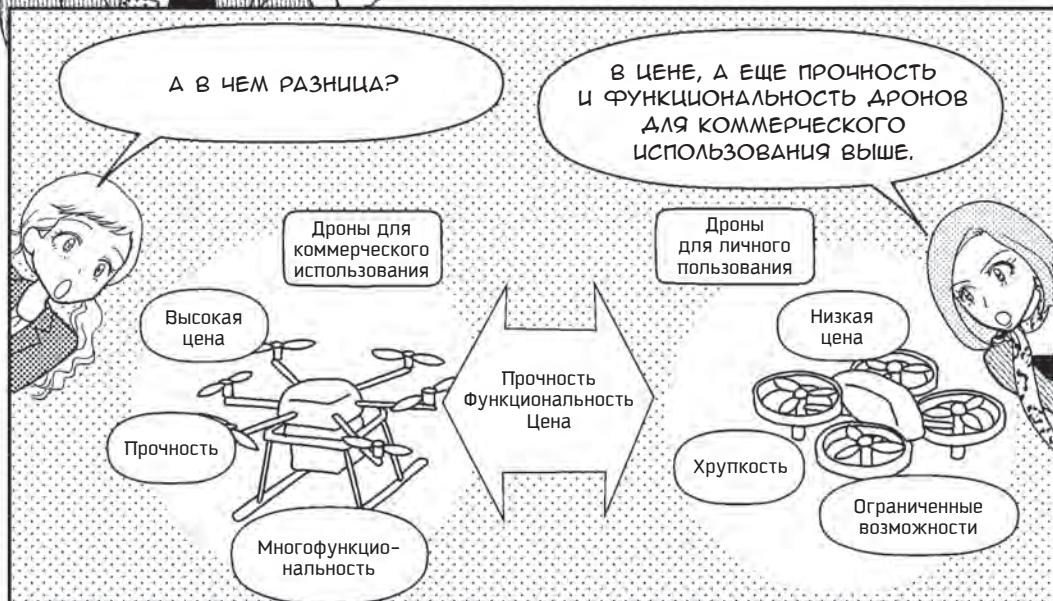 А В ЧЕМ РАЗНИЦА?
В ЦЕНЕ, А ЕЩЕ ПРОЧНОСТЬ
И ФУНКЦИОНАЛЬНОСТЬ ДРОНОВ
ДЛЯ КОММЕРЧЕСКОГО
ИСПОЛЬЗОВАНИЯ ВЫШЕ.
Дроны для
коммерческого
использования
Высокая
цена
Прочность
Многофункцио-
нальность
Прочность
Функциональность
Цена
Дроны
для личного
пользования
Низкая
цена
Хрупкость
Ограниченные
возможности